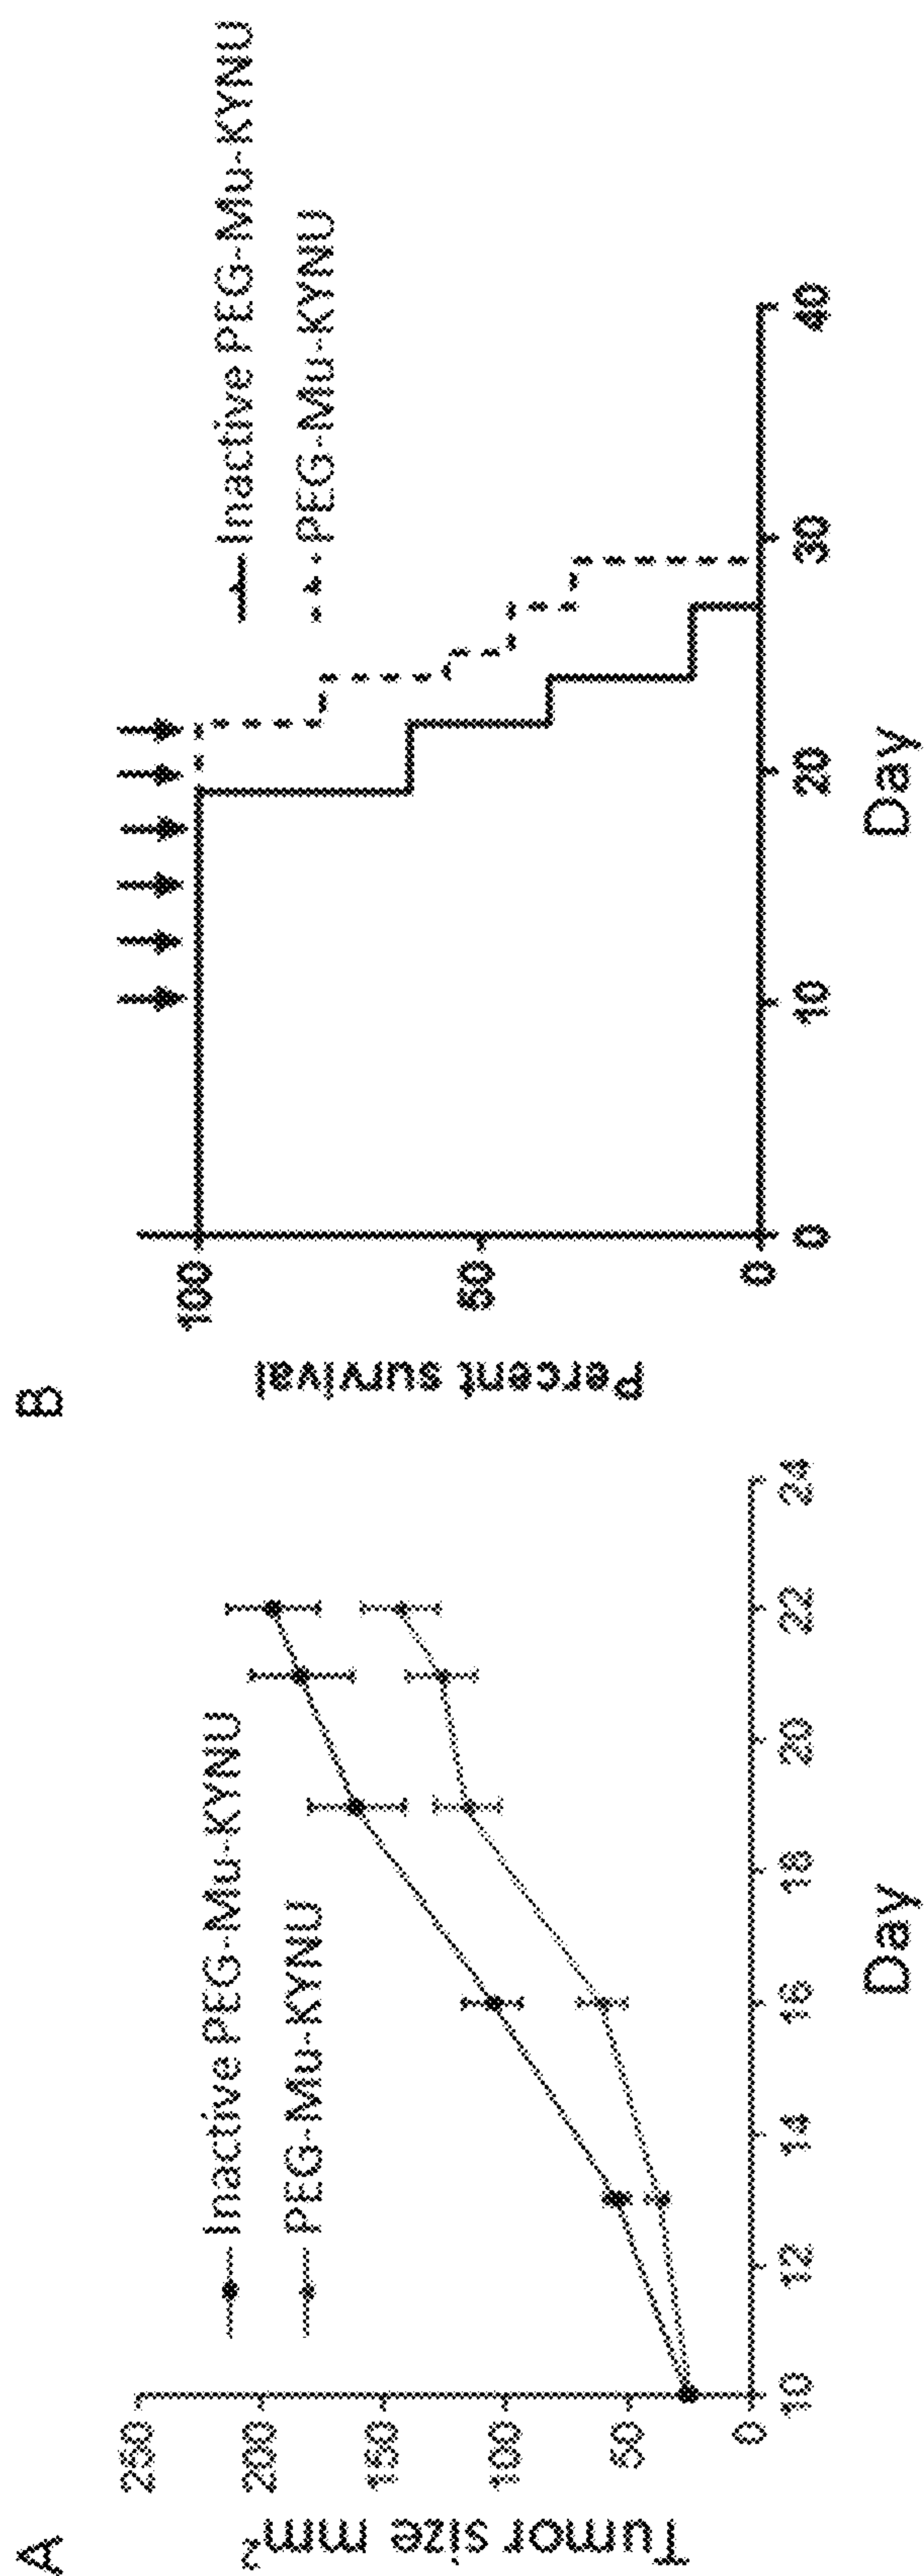 A
Tumor size mm2
250
200
150
100
50
0
10 12 14 16 18 20 22 24
Day
Inactive PEG-Mu-KYNU
PEG-Mu-KYNU
B
Percent survival
100
50
0
0 10 20 30 40
Day
Inactive PEG-Mu-KYNU
PEG-Mu-KYNU